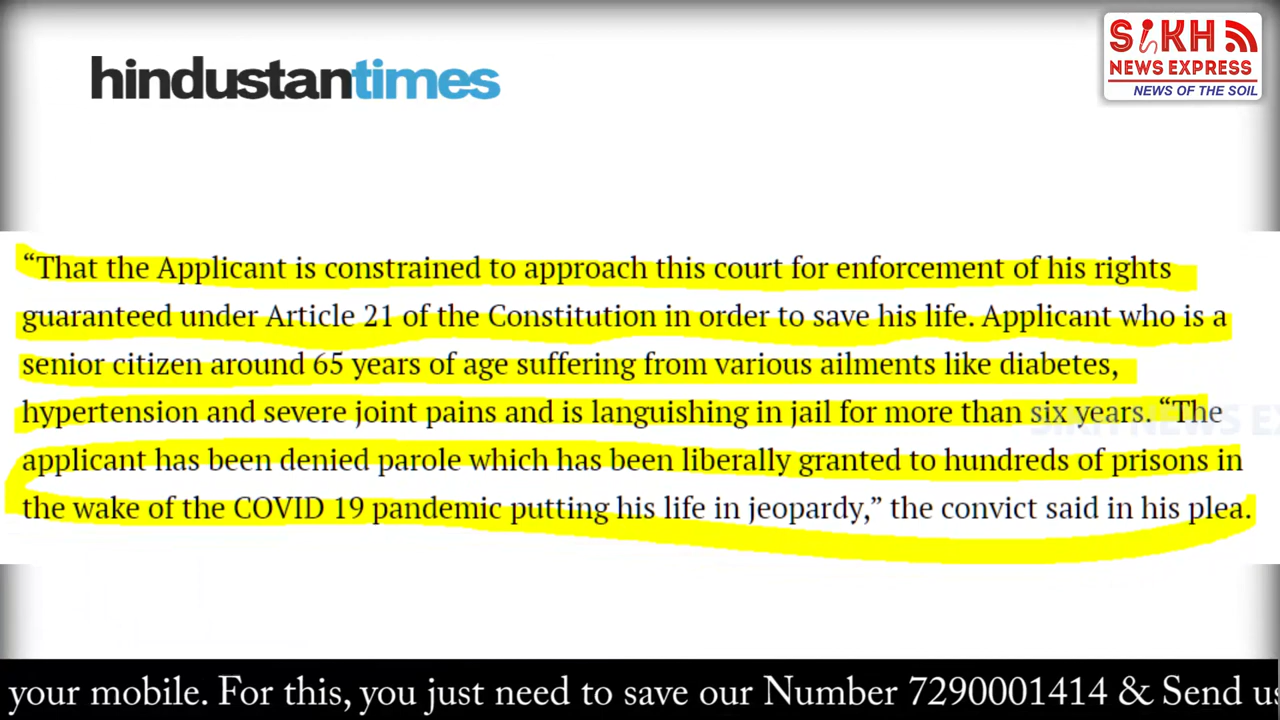 hindustantimes
SiKH
NEWS EXPRESS
NEWS OF THE SOIL
“That the Applicant is constrained to approach this court for enforcement of his rights
guaranteed under Article 21 of the Constitution in order to save his life. Applicant who is a
senior citizen around 65 years of age suffering from various ailments like diabetes,
hypertension and severe joint pains and is languishing in jail for more than six years. “The
applicant has been denied parole which has been liberally granted to hundreds of prisons in
the wake of the COVID 19 pandemic putting his life in jeopardy,” the convict said in his plea.
SIKH NEWS EX
your mobile. For this, you just need to save our Number 7290001414 & Send us